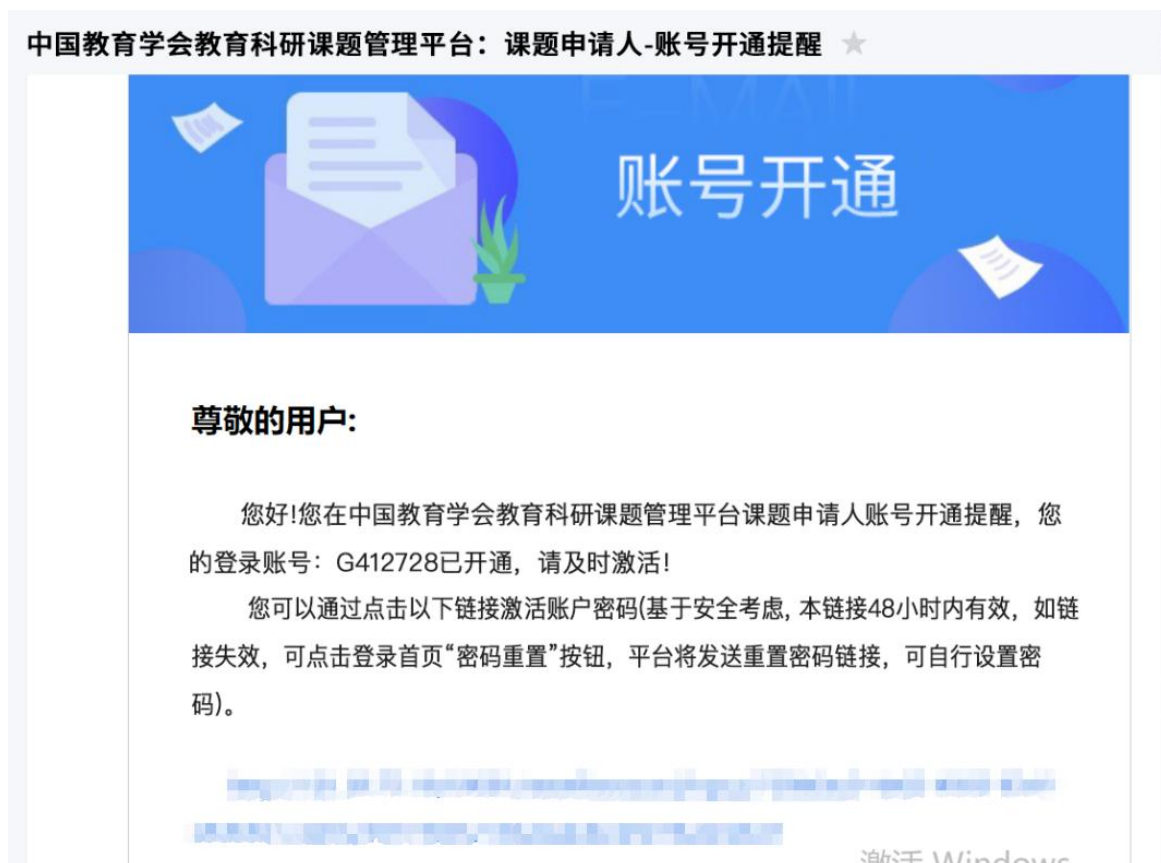 中国教育学会教育科研课题管理平台：课题申请人-账号开通提醒
E-MAIL
账号开通
尊敬的用户:
您好!您在中国教育学会教育科研课题管理平台课题申请人账号开通提醒，您
的登录账号：G412728已开通，请及时激活!
您可以通过点击以下链接激活账户密码(基于安全考虑, 本链接48小时内有效，如链
接失效，可点击登录首页“密码重置”按钮，平台将发送重置密码链接，可自行设置密
码)。
激活 Windows